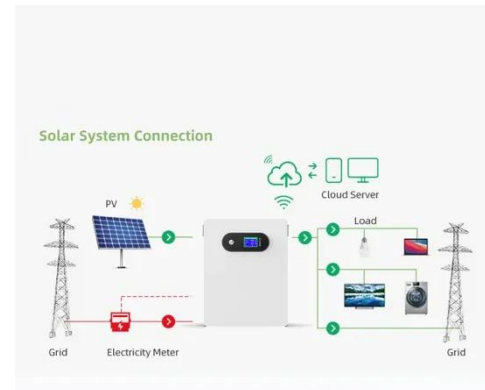 Solar System Connection
Cloud Server
PV
Load
Grid
Electricity Meter
Grid